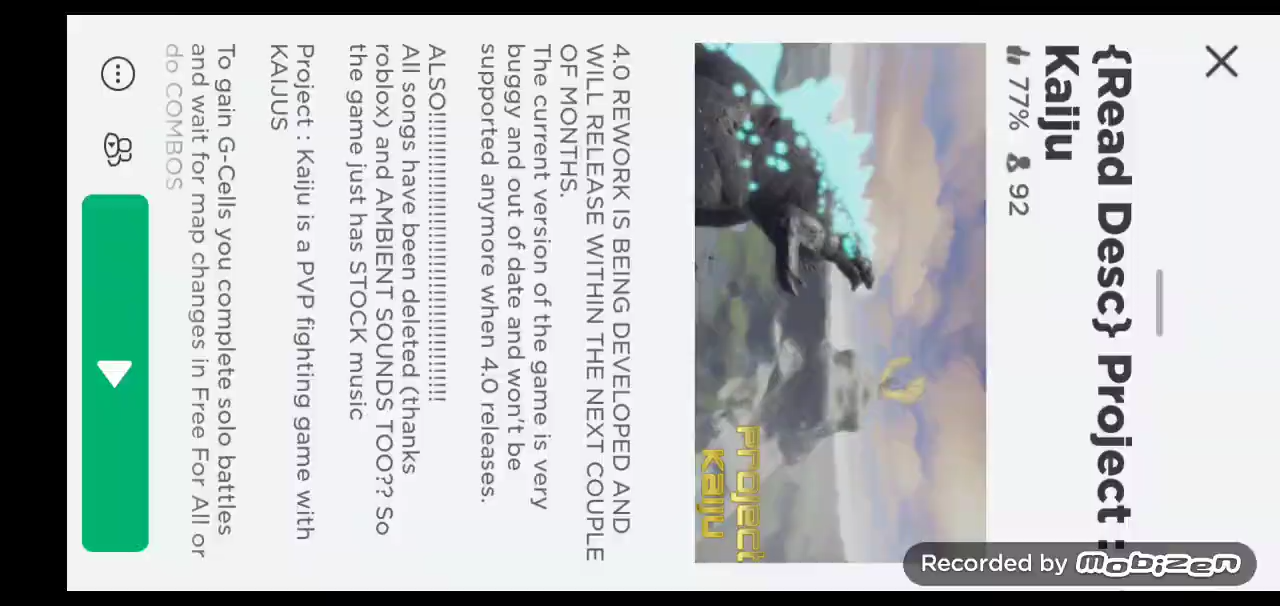 {Read Desc} Project :
Kaiju
77% 92
PROJECT
KAIJU
4.0 REWORK IS BEING DEVELOPED AND
WILL RELEASE WITHIN THE NEXT COUPLE
OF MONTHS.
The current version of the game is very
buggy and out of date and won't be
supported anymore when 4.0 releases.
ALSO!!!!!!!!!!!!!!!!!!!!!!!!!!!!!!!!!!!!!!
All songs have been deleted (thanks
roblox) and AMBIENT SOUNDS TOO?? So
the game just has STOCK music
Project : Kaiju is a PVP fighting game with
KAIJUS
To gain G-Cells you complete solo battles
and wait for map changes in Free For All or
do COMBOS
Recorded by Mobizen